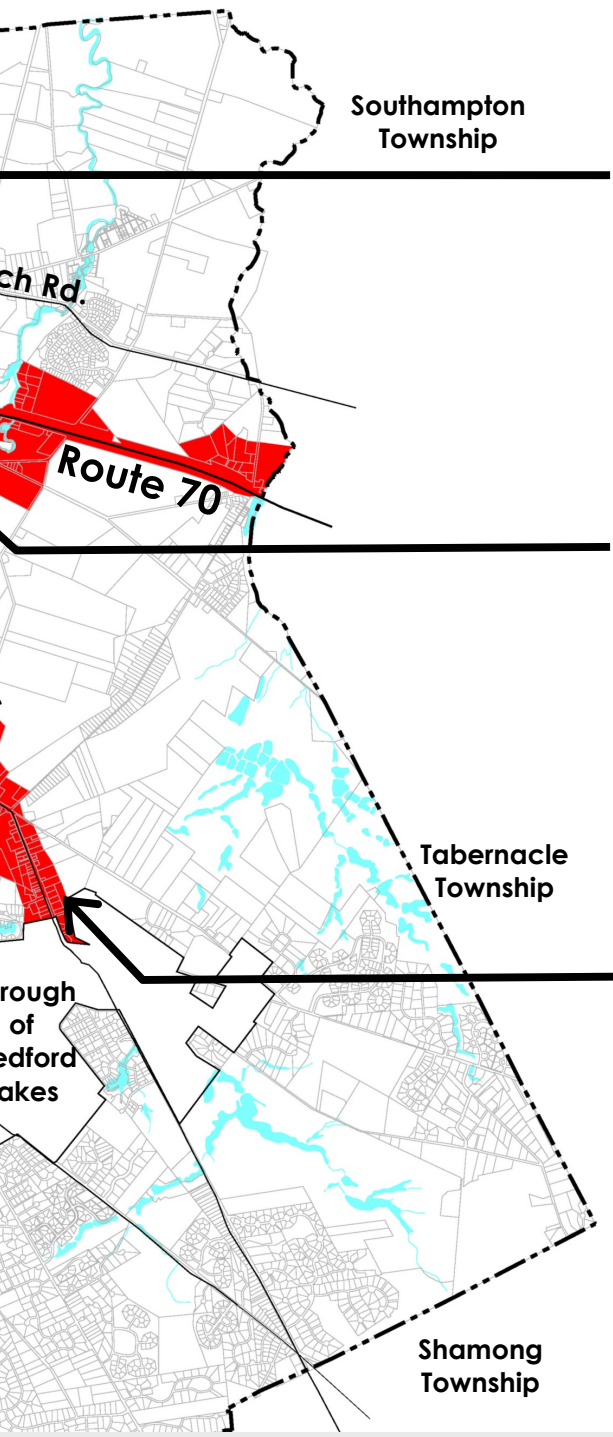 Southampton
Township
ch Rd.
Route 70
Tabernacle
Township
rough
of
edford
akes
Shamong
Township